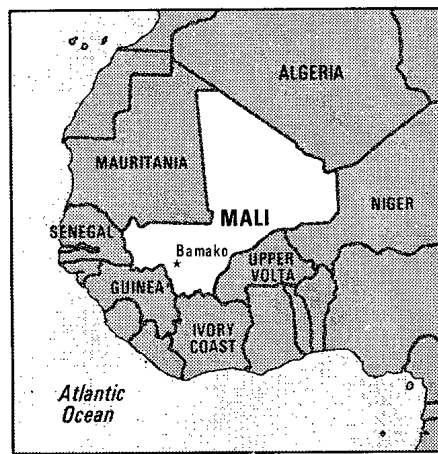 ALGERIA
MAURITANIA
MALI
NIGER
SENEGAL
Bamako
UPPER
VOLTA
GUINEA
IVORY
COAST
Atlantic
Ocean